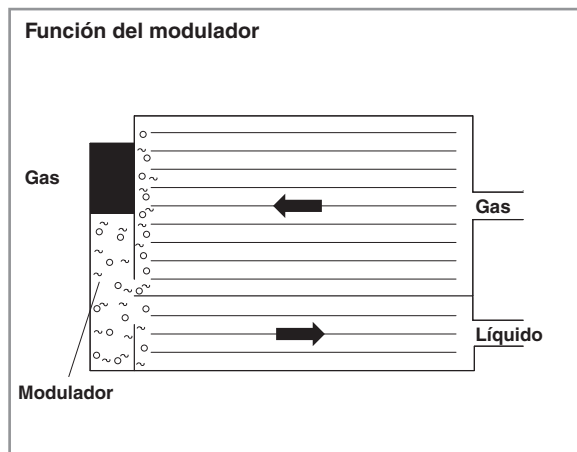 Función del modulador
Gas
Gas
Líquido
Modulador